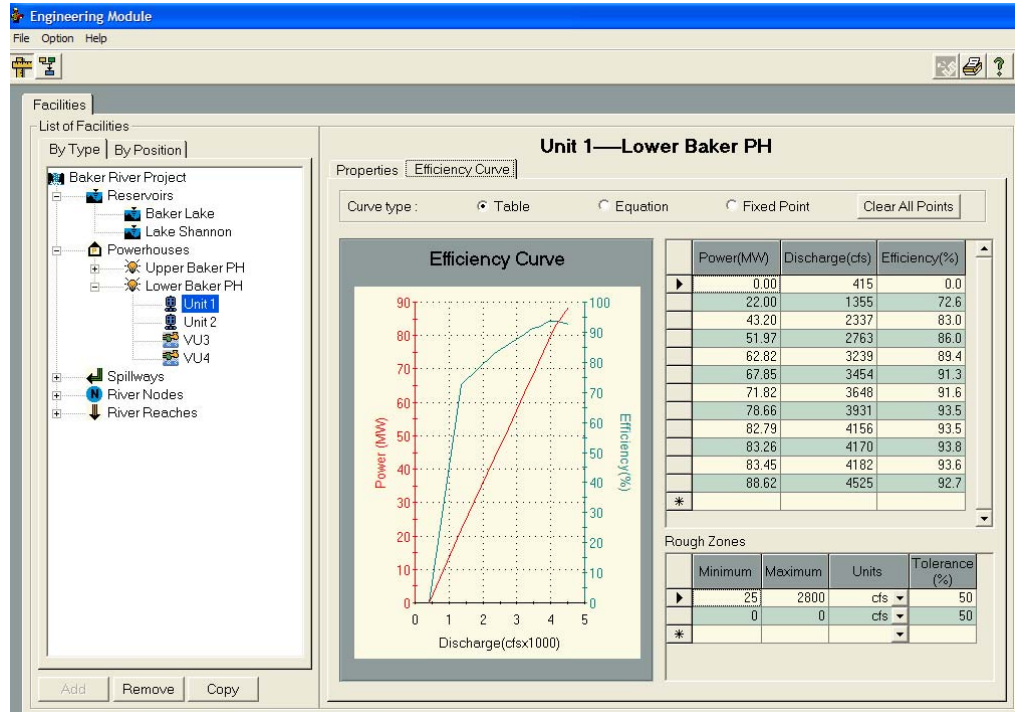 Engineering Module
File Option Help
Facilities
List of Facilities
By Type By Position
Baker River Project
Reservoirs
Baker Lake
Lake Shannon
Powerhouses
Upper Baker PH
Lower Baker PH
Unit 1
Unit 2
VU3
VU4
Spillways
N River Nodes
River Reaches
Add Remove Copy
Unit 1----Lower Baker PH
Properties Efficiency Curve
Curve type : Table Equation Fixed Point Clear All Points
Efficiency Curve
Power (MW)
90
80
70
60
50
40
30
20
10
0
100
90
80
70
60
50
40
30
20
10
0
Efficiency(%)
0 1 2 3 4 5
Discharge(cfsx1000)
Power(MW) Discharge(cfs) Efficiency(%)
0.00 415 0.0
22.00 1355 72.6
43.20 2337 83.0
51.97 2763 86.0
62.82 3239 89.4
67.85 3454 91.3
71.82 3648 91.6
78.66 3931 93.5
82.79 4156 93.5
83.26 4170 93.8
83.45 4182 93.6
88.62 4525 92.7
*
Rough Zones
Minimum Maximum Units Tolerance
(%)
25 2800 cfs 50
0 0 cfs 50
*